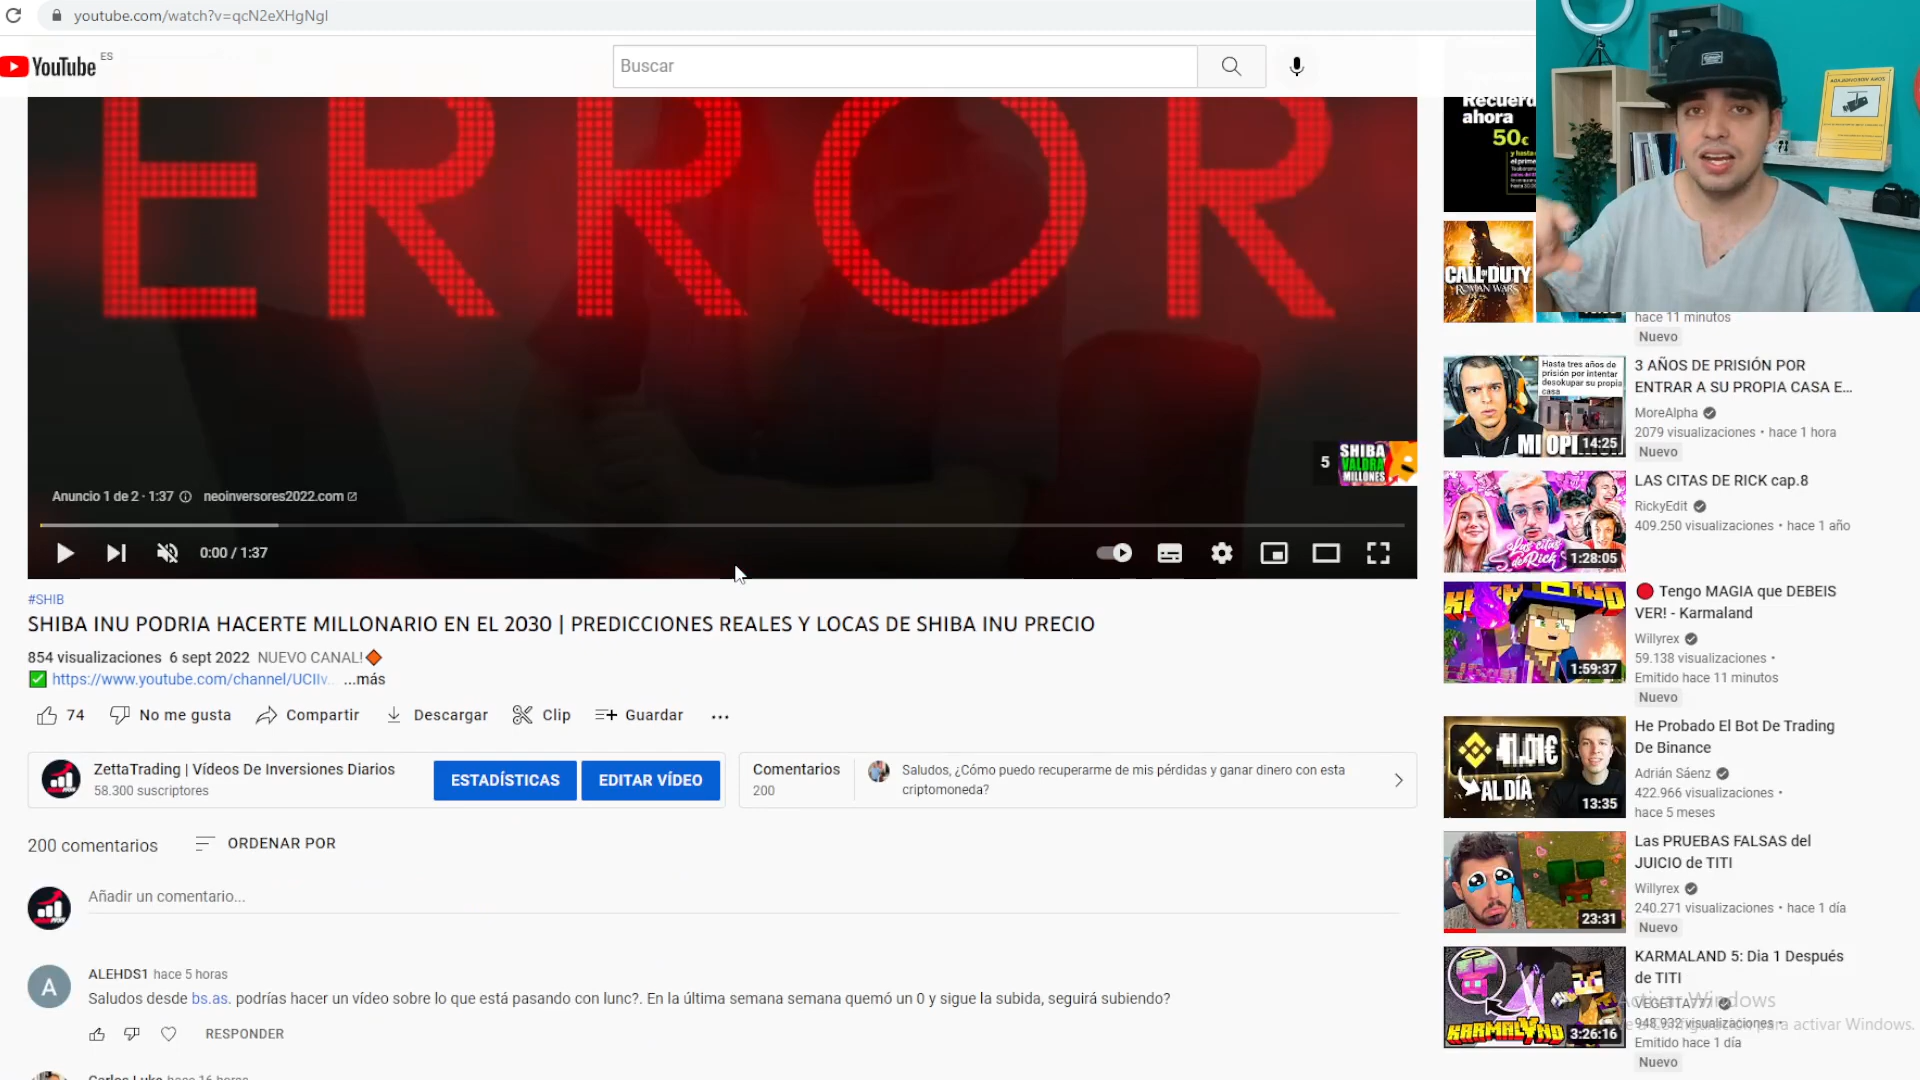 youtube.com/watch?v=qcN2eXHgNgI
YouTube ES
Buscar
ERROR
5
SHIBA
VALDRA
MILLONES
Anuncio 1 de 2 · 1:37
neoinversores2022.com
0:00 / 1:37
#SHIB
SHIBA INU PODRIA HACERTE MILLONARIO EN EL 2030 | PREDICCIONES REALES Y LOCAS DE SHIBA INU PRECIO
854 visualizaciones 6 sept 2022 NUEVO CANAL!
https://www.youtube.com/channel/UCIIv... ...más
74
No me gusta
Compartir
Descargar
Clip
Guardar
ZettaTrading | Vídeos De Inversiones Diarios
58.300 suscriptores
ESTADÍSTICAS
EDITAR VÍDEO
Comentarios
200
Saludos, ¿Cómo puedo recuperarme de mis pérdidas y ganar dinero con esta
criptomoneda?
200 comentarios
ORDENAR POR
Añadir un comentario...
A
ALEHDS1 hace 5 horas
Saludos desde bs.as. podrías hacer un vídeo sobre lo que está pasando con lunc?. En la última semana semana quemó un 0 y sigue la subida, seguirá subiendo?
RESPONDER
Carlos Luke hace 16 horas
ahora
50€
CALL OF DUTY
ROMAN WARS
hace 11 minutos
Nuevo
Hasta tres años de
prisión por intentar
desokupar su propia
casa
MI OPI
14:25
3 AÑOS DE PRISIÓN POR
ENTRAR A SU PROPIA CASA E...
MoreAlpha
2079 visualizaciones • hace 1 hora
Nuevo
Las citas
de Rick
1:28:05
LAS CITAS DE RICK cap.8
RickyEdit
409.250 visualizaciones • hace 1 año
1:59:37
Tengo MAGIA que DEBEIS
VER! - Karmaland
Willyrex
59.138 visualizaciones •
Emitido hace 11 minutos
Nuevo
AL DÍA
13:35
He Probado El Bot De Trading
De Binance
Adrián Sáenz
422.966 visualizaciones •
hace 5 meses
23:31
Las PRUEBAS FALSAS del
JUICIO de TITI
Willyrex
240.271 visualizaciones • hace 1 día
Nuevo
KARMALAND
3:26:16
KARMALAND 5: Dia 1 Después
de TITI
VEGETTA777
948.932 visualizaciones •
Emitido hace 1 día
Nuevo
Activar Windows
Ve a Configuración para activar Windows.